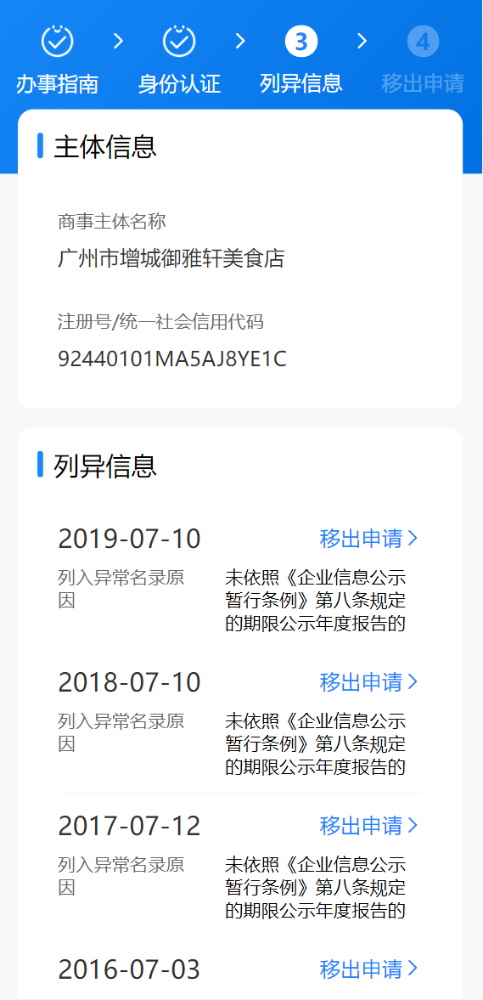 3
4
办事指南
身份认证
列异信息
移出申请
主体信息
商事主体名称
广州市增城御雅轩美食店
注册号/统一社会信用代码
92440101MA5AJ8YE1C
列异信息
2019-07-10
移出申请
列入异常名录原
因
未依照《企业信息公示
暂行条例》第八条规定
的期限公示年度报告的
2018-07-10
移出申请
列入异常名录原
因
未依照《企业信息公示
暂行条例》第八条规定
的期限公示年度报告的
2017-07-12
移出申请
列入异常名录原
因
未依照《企业信息公示
暂行条例》第八条规定
的期限公示年度报告的
2016-07-03
移出申请